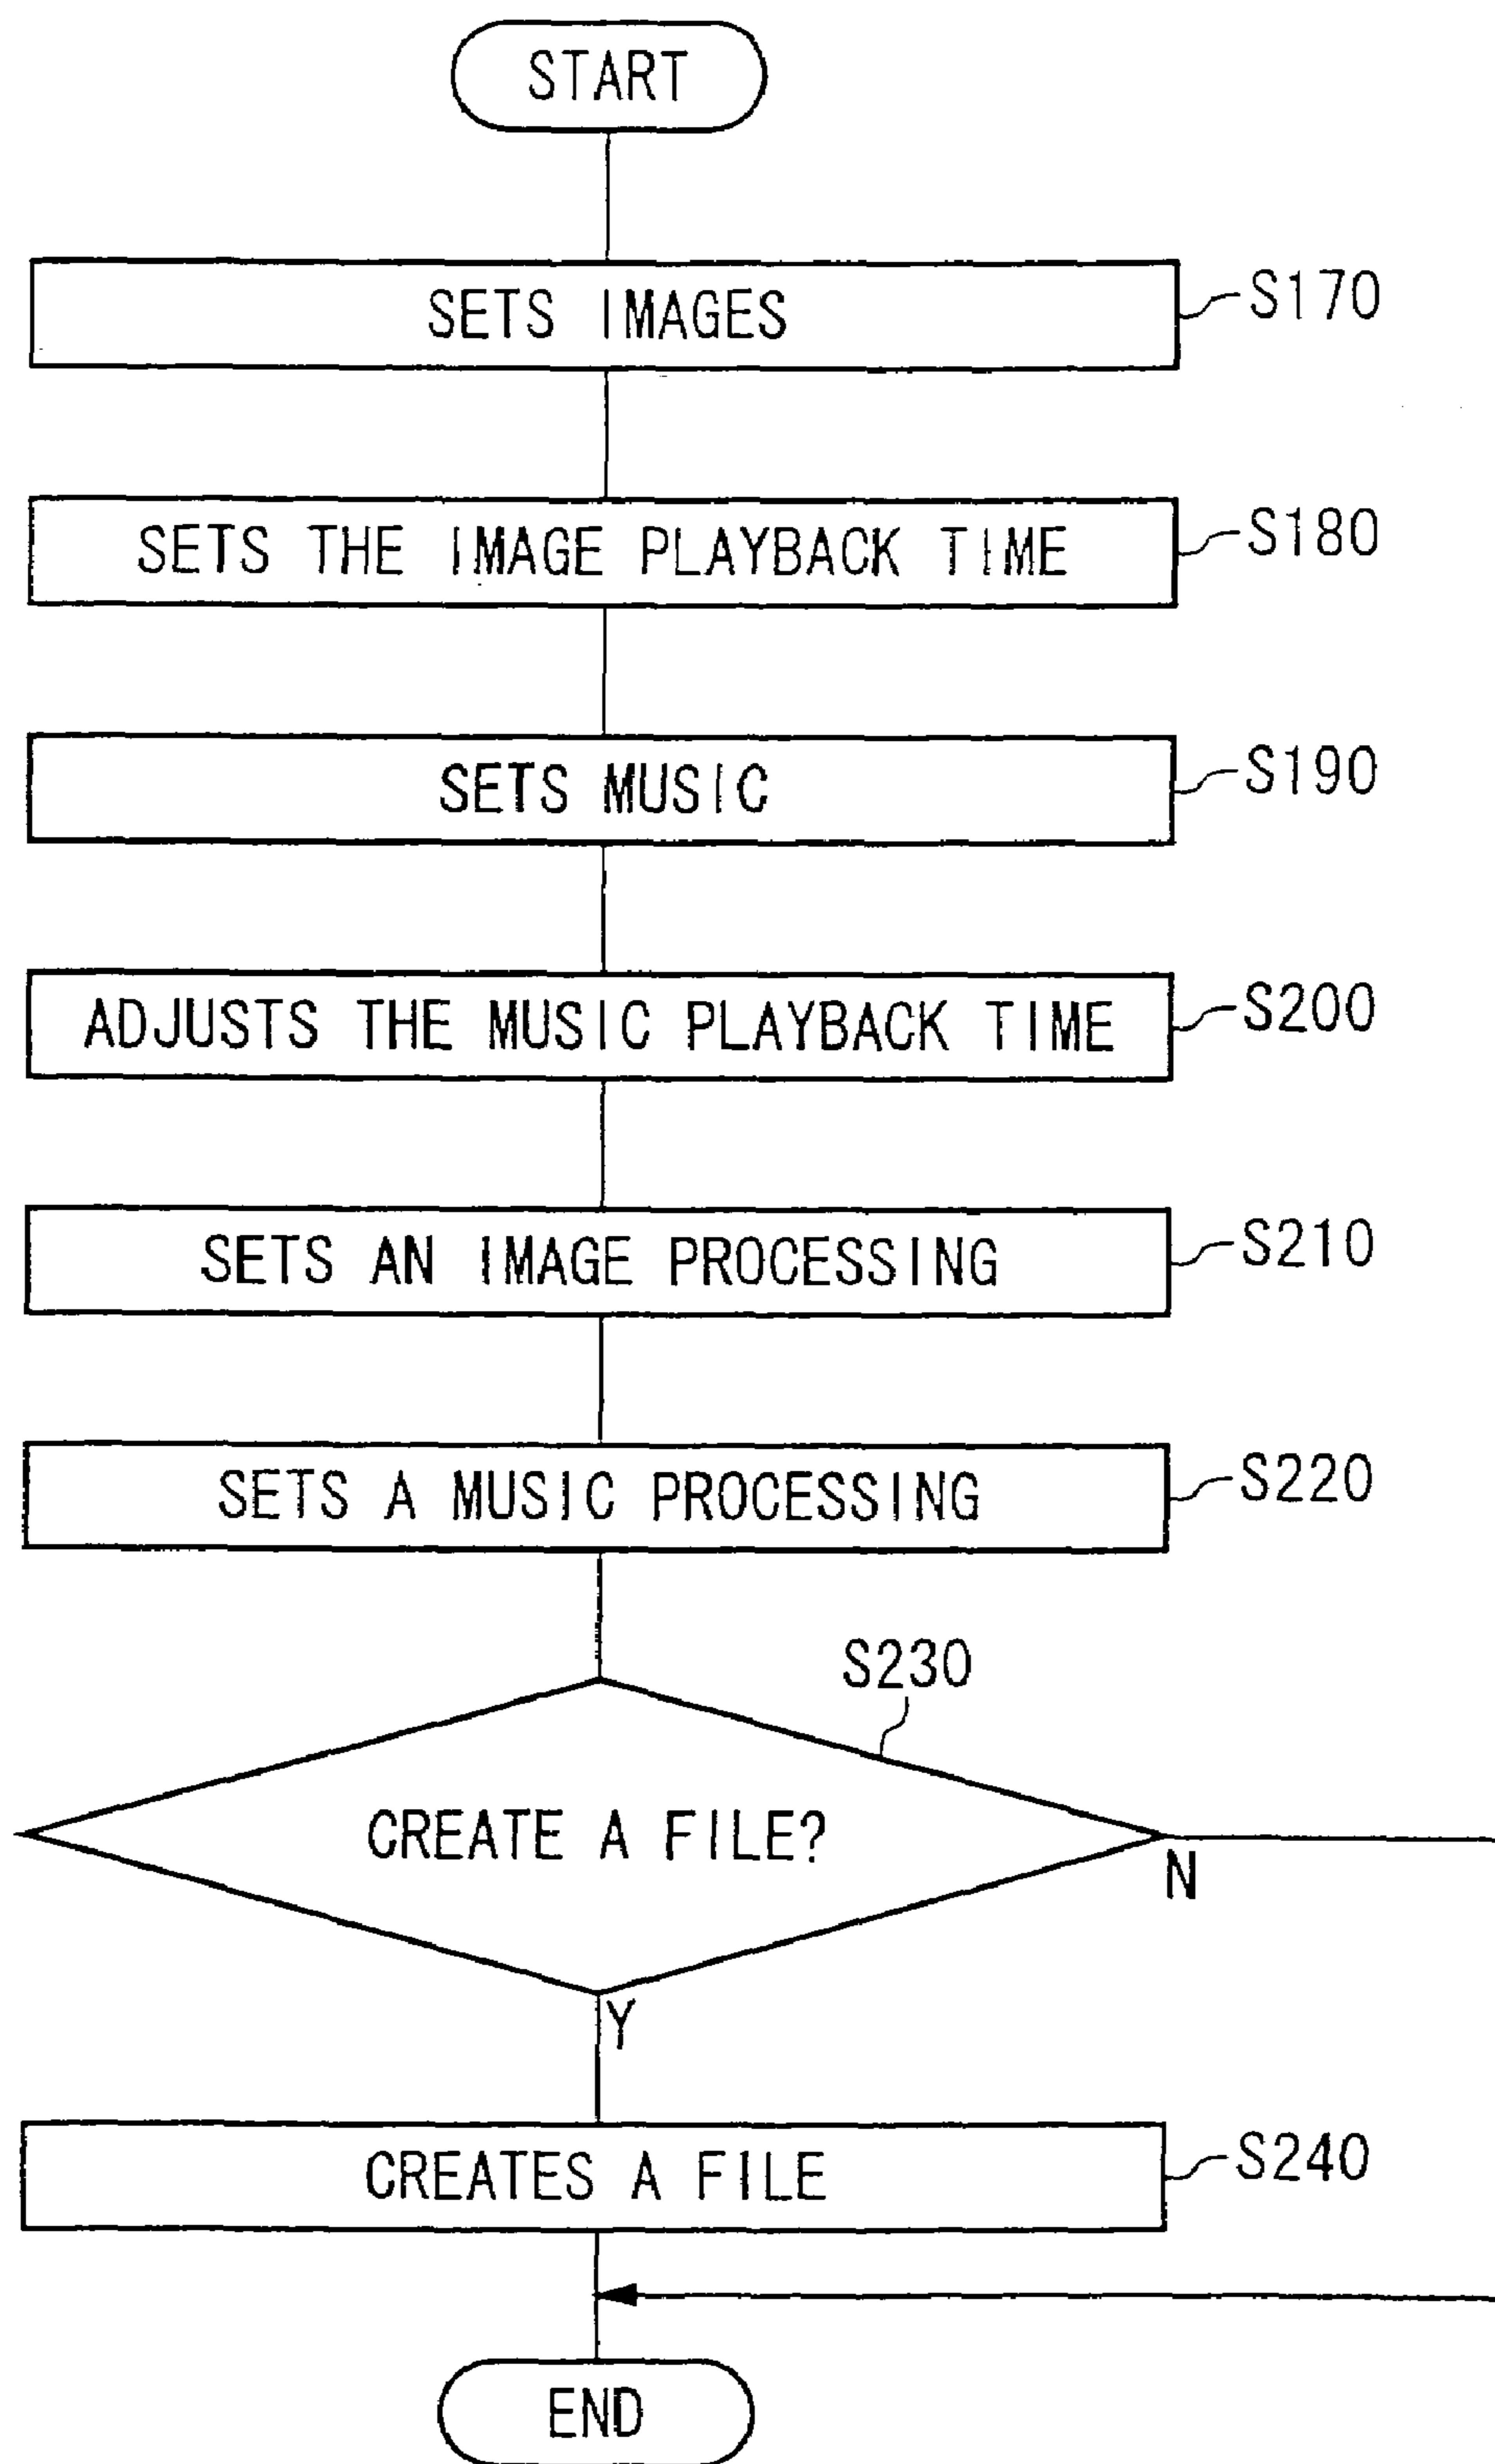 START
SETS IMAGES
S170
SETS THE IMAGE PLAYBACK TIME
S180
SETS MUSIC
S190
ADJUSTS THE MUSIC PLAYBACK TIME
S200
SETS AN IMAGE PROCESSING
S210
SETS A MUSIC PROCESSING
S220
S230
CREATE A FILE?
N
Y
CREATES A FILE
S240
END